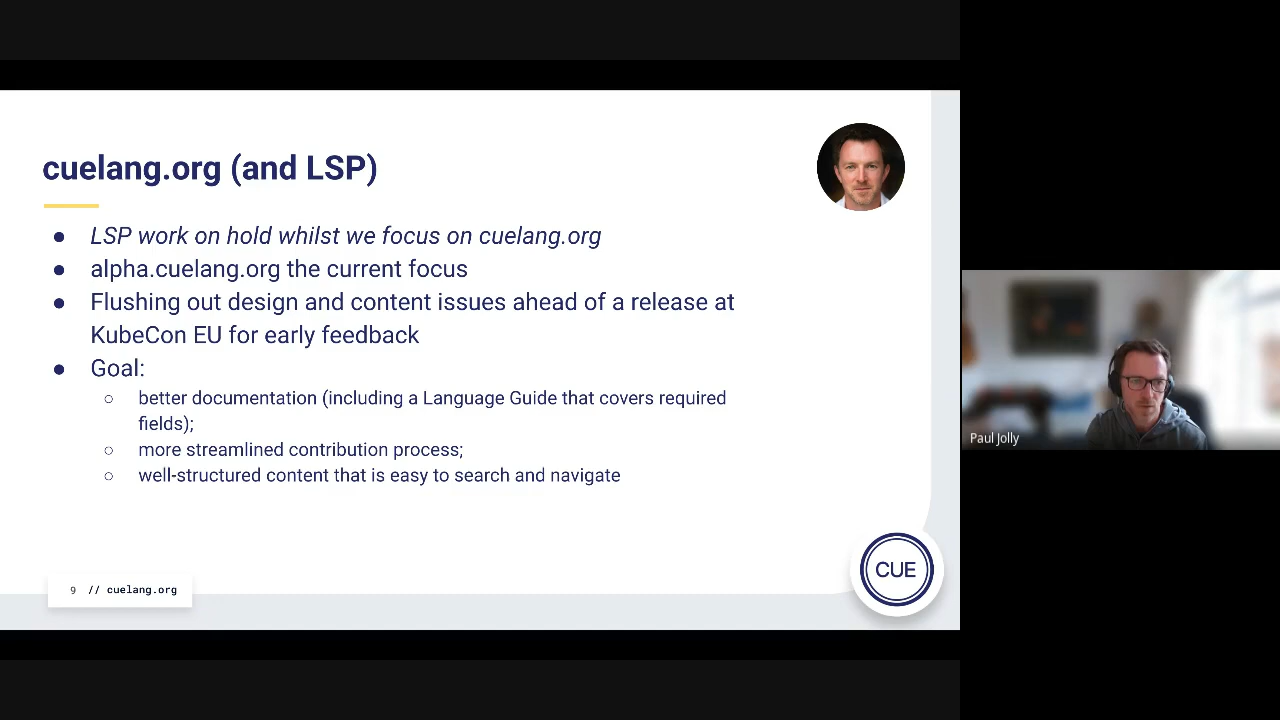 cuelang.org (and LSP)
● LSP work on hold whilst we focus on cuelang.org
● alpha.cuelang.org the current focus
● Flushing out design and content issues ahead of a release at
KubeCon EU for early feedback
● Goal:
○ better documentation (including a Language Guide that covers required
fields);
○ more streamlined contribution process;
○ well-structured content that is easy to search and navigate
Paul Jolly
CUE
9 // cuelang.org